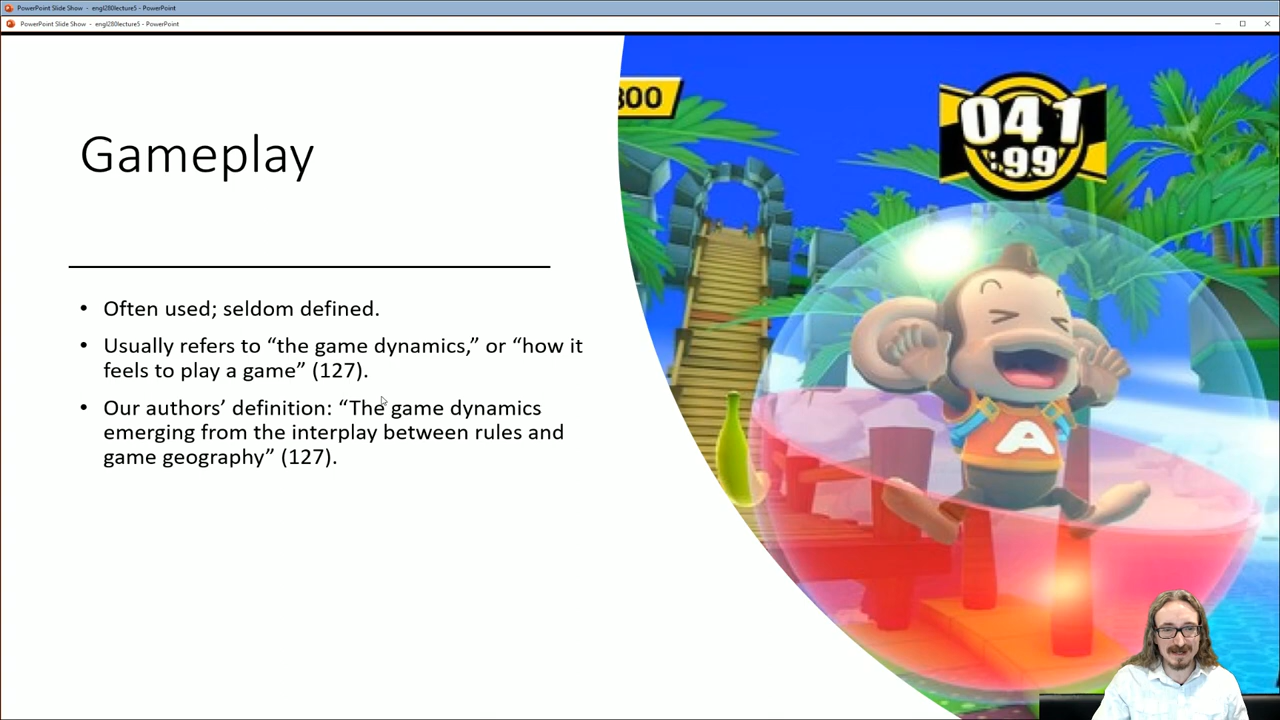 PowerPoint Slide Show - engl280lecture5 - PowerPoint
PowerPoint Slide Show - engl280lecture5 - PowerPoint
Gameplay
• Often used; seldom defined.
• Usually refers to “the game dynamics,” or “how it
feels to play a game” (127).
• Our authors’ definition: “The game dynamics
emerging from the interplay between rules and
game geography” (127).
300
041
:99
A